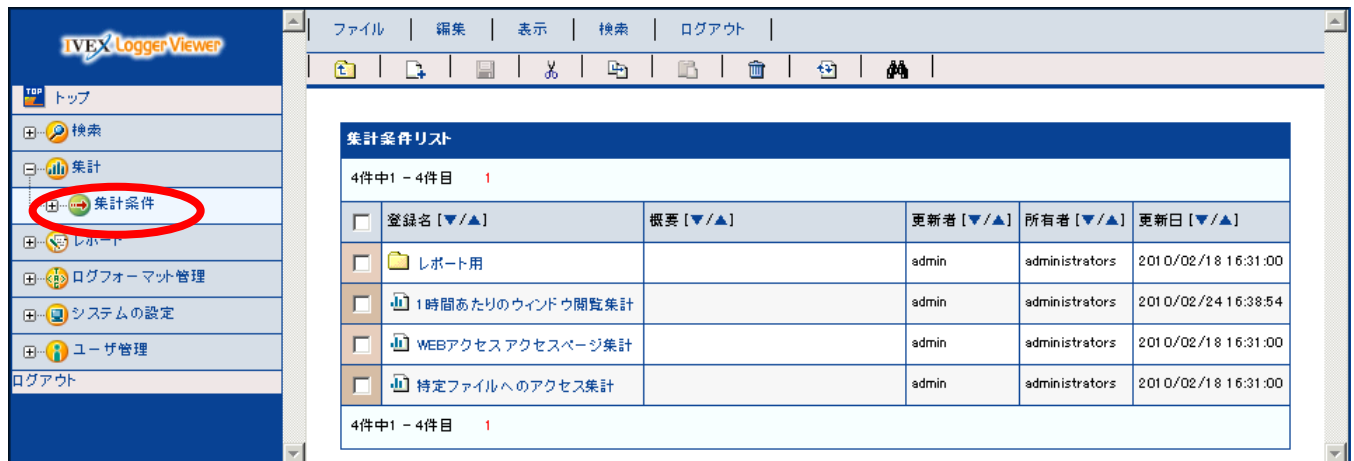 IVEX Logger Viewer
ファイル 編集 表示 検索 ログアウト
TOP トップ
検索
集計
集計条件
レポート
ログフォーマット管理
システムの設定
ユーザ管理
ログアウト
集計条件リスト
4件中1 - 4件目 1
登録名 [▼/▲] 概要 [▼/▲] 更新者 [▼/▲] 所有者 [▼/▲] 更新日 [▼/▲]
レポート用 admin administrators 2010/02/18 16:31:00
1時間あたりのウィンドウ閲覧集計 admin administrators 2010/02/24 16:38:54
WEBアクセス アクセスページ集計 admin administrators 2010/02/18 16:31:00
特定ファイルへのアクセス集計 admin administrators 2010/02/18 16:31:00
4件中1 - 4件目 1